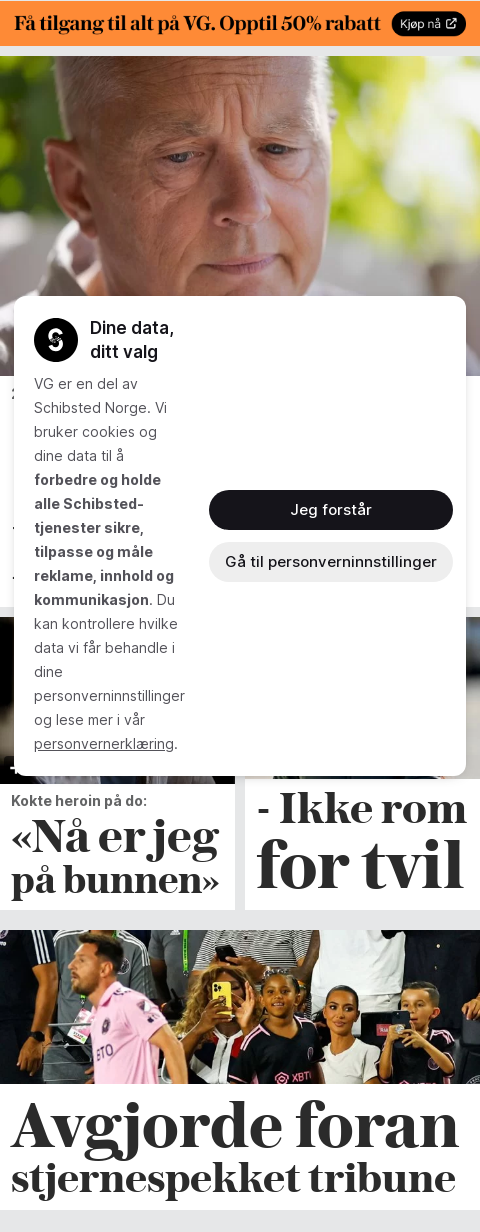 Få tilgang til alt på VG. Opptil 50% rabatt
Kjøp nå
Dine data,
ditt valg
VG er en del av
Schibsted Norge. Vi
bruker cookies og
dine data til å
forbedre og holde
alle Schibsted-
tjenester sikre,
tilpasse og måle
reklame, innhold og
kommunikasjon. Du
kan kontrollere hvilke
data vi får behandle i
dine
personverninnstillinger
og lese mer i vår
personvernerklæring.
Jeg forstår
Gå til personverninnstillinger
Kokte heroin på do:
«Nå er jeg
på bunnen»
- Ikke rom
for tvil
XBTO
Avgjorde foran
stjernespekket tribune